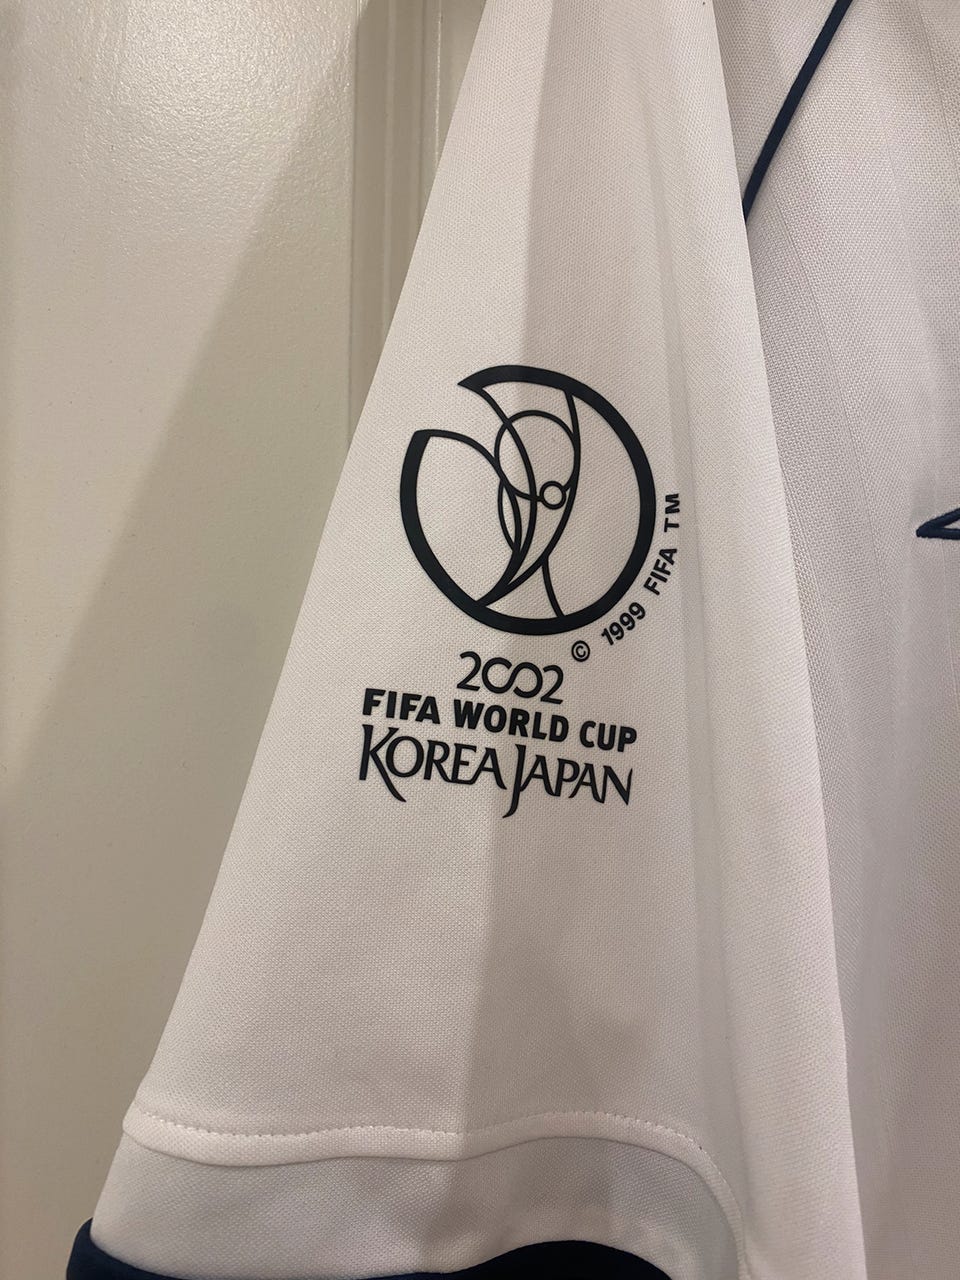 © 1999 FIFA TM
2002
FIFA WORLD CUP
KOREA JAPAN